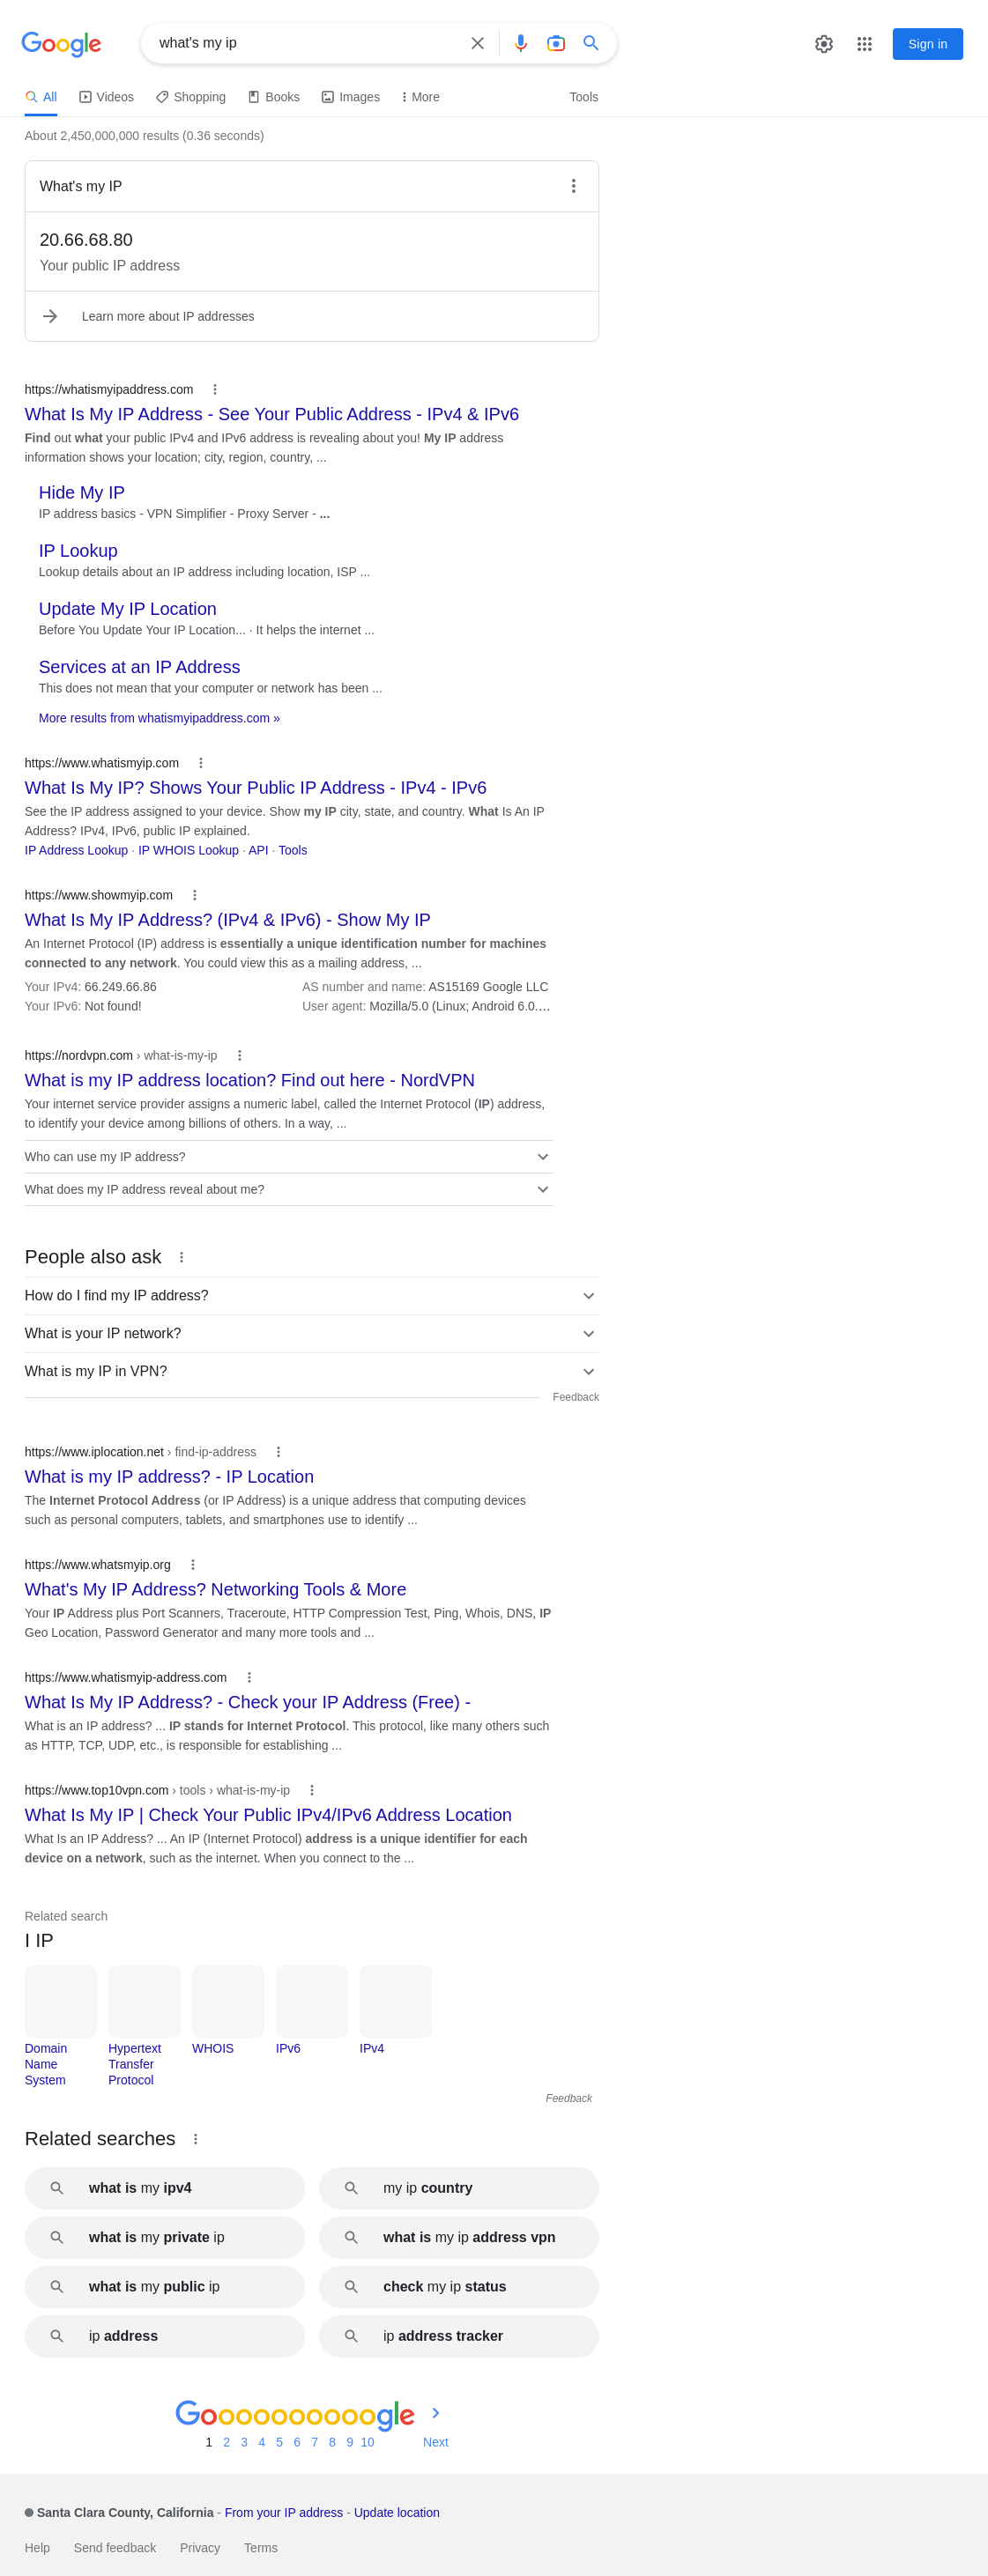 Google
what's my ip
Sign in
All Videos Shopping Books Images More Tools
About 2,450,000,000 results (0.36 seconds)
What's my IP
20.66.68.80
Your public IP address
Learn more about IP addresses
https://whatismyipaddress.com
What Is My IP Address - See Your Public Address - IPv4 & IPv6
Find out what your public IPv4 and IPv6 address is revealing about you! My IP address
information shows your location; city, region, country, ...
Hide My IP
IP address basics - VPN Simplifier - Proxy Server - ...
IP Lookup
Lookup details about an IP address including location, ISP ...
Update My IP Location
Before You Update Your IP Location... · It helps the internet ...
Services at an IP Address
This does not mean that your computer or network has been ...
More results from whatismyipaddress.com »
https://www.whatismyip.com
What Is My IP? Shows Your Public IP Address - IPv4 - IPv6
See the IP address assigned to your device. Show my IP city, state, and country. What Is An IP
Address? IPv4, IPv6, public IP explained.
IP Address Lookup · IP WHOIS Lookup · API · Tools
https://www.showmyip.com
What Is My IP Address? (IPv4 & IPv6) - Show My IP
An Internet Protocol (IP) address is essentially a unique identification number for machines
connected to any network. You could view this as a mailing address, ...
Your IPv4: 66.249.66.86 AS number and name: AS15169 Google LLC
Your IPv6: Not found! User agent: Mozilla/5.0 (Linux; Android 6.0....
https://nordvpn.com › what-is-my-ip
What is my IP address location? Find out here - NordVPN
Your internet service provider assigns a numeric label, called the Internet Protocol (IP) address,
to identify your device among billions of others. In a way, ...
Who can use my IP address?
What does my IP address reveal about me?
People also ask
How do I find my IP address?
What is your IP network?
What is my IP in VPN?
Feedback
https://www.iplocation.net › find-ip-address
What is my IP address? - IP Location
The Internet Protocol Address (or IP Address) is a unique address that computing devices
such as personal computers, tablets, and smartphones use to identify ...
https://www.whatsmyip.org
What's My IP Address? Networking Tools & More
Your IP Address plus Port Scanners, Traceroute, HTTP Compression Test, Ping, Whois, DNS, IP
Geo Location, Password Generator and many more tools and ...
https://www.whatismyip-address.com
What Is My IP Address? - Check your IP Address (Free) -
What is an IP address? ... IP stands for Internet Protocol. This protocol, like many others such
as HTTP, TCP, UDP, etc., is responsible for establishing ...
https://www.top10vpn.com › tools › what-is-my-ip
What Is My IP | Check Your Public IPv4/IPv6 Address Location
What Is an IP Address? ... An IP (Internet Protocol) address is a unique identifier for each
device on a network, such as the internet. When you connect to the ...
Related search
I IP
Domain Name System
Hypertext Transfer Protocol
WHOIS
IPv6
IPv4
Feedback
Related searches
what is my ipv4
my ip country
what is my private ip
what is my ip address vpn
what is my public ip
check my ip status
ip address
ip address tracker
Goooooooooogle
1 2 3 4 5 6 7 8 9 10 Next
Santa Clara County, California - From your IP address - Update location
Help Send feedback Privacy Terms